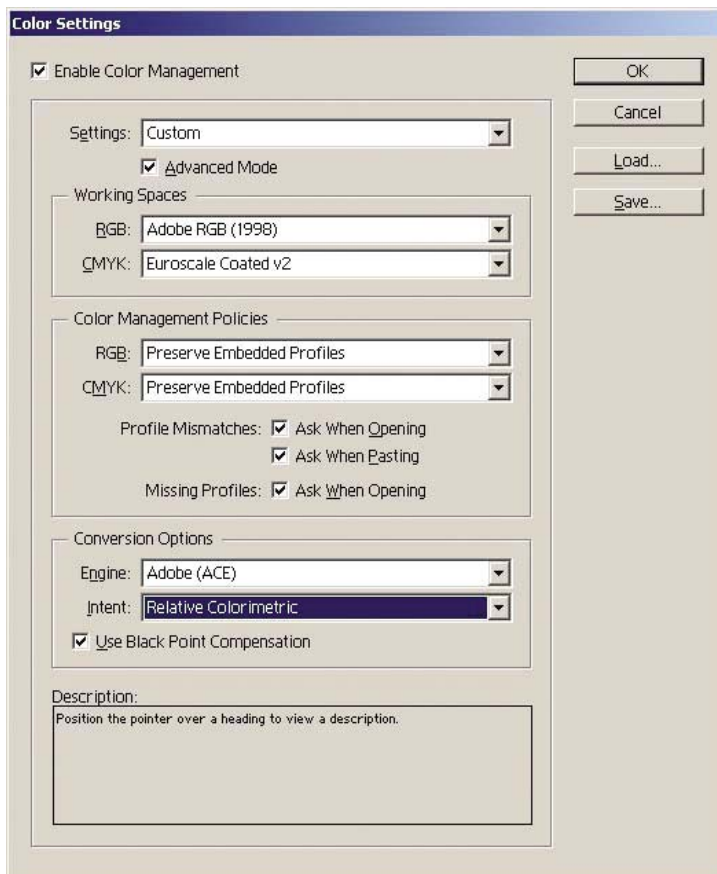 Color Settings
Enable Color Management
OK
Cancel
Load...
Save...
Settings: Custom
Advanced Mode
Working Spaces
RGB: Adobe RGB (1998)
CMYK: Euroscale Coated v2
Color Management Policies
RGB: Preserve Embedded Profiles
CMYK: Preserve Embedded Profiles
Profile Mismatches: Ask When Opening
Ask When Pasting
Missing Profiles: Ask When Opening
Conversion Options
Engine: Adobe (ACE)
Intent: Relative Colorimetric
Use Black Point Compensation
Description:
Position the pointer over a heading to view a description.